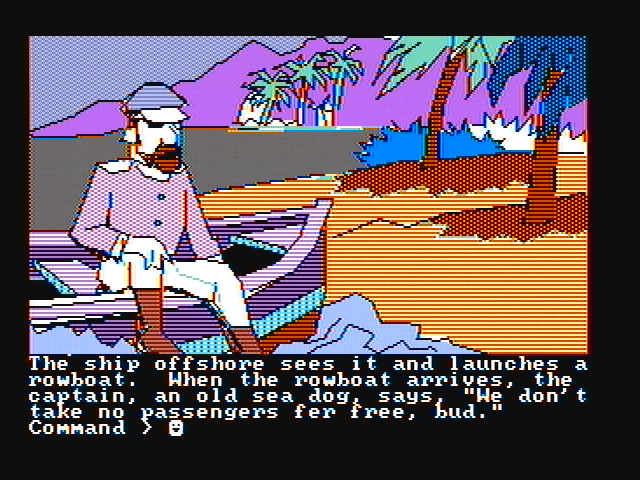 The ship offshore sees it and launches a
rowboat.  When the rowboat arrives, the
captain, an old sea dog, says, "We don't
take no passengers fer free, bud."
Command >